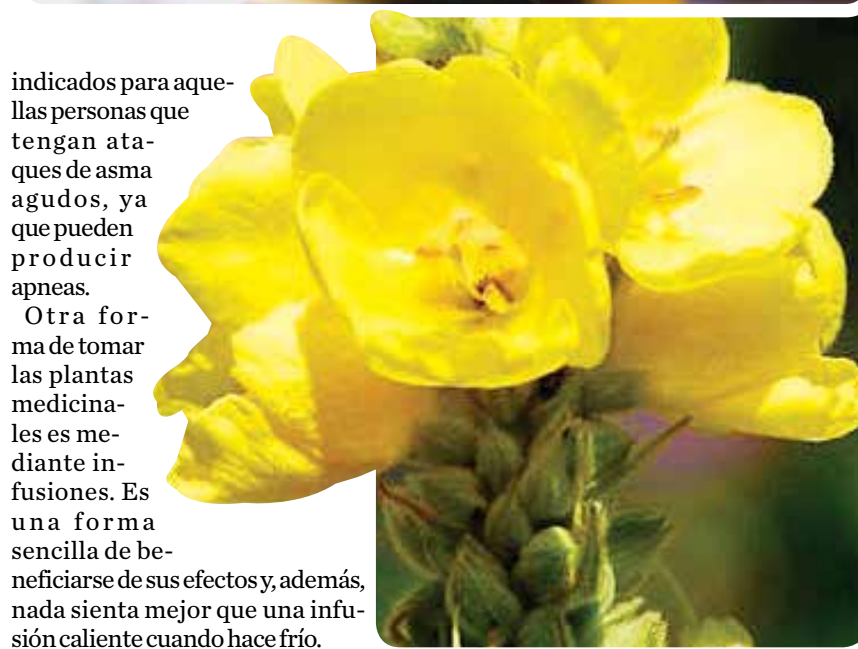 indicados para aque-
llas personas que
tengan ata-
ques de asma
agudos, ya
que pueden
producir
apneas.
Otra for-
ma de tomar
las plantas
medicina-
les es me-
diante in-
fusiones. Es
una forma
sencilla de be-
neficiarse de sus efectos y, además,
nada sienta mejor que una infu-
sión caliente cuando hace frío.